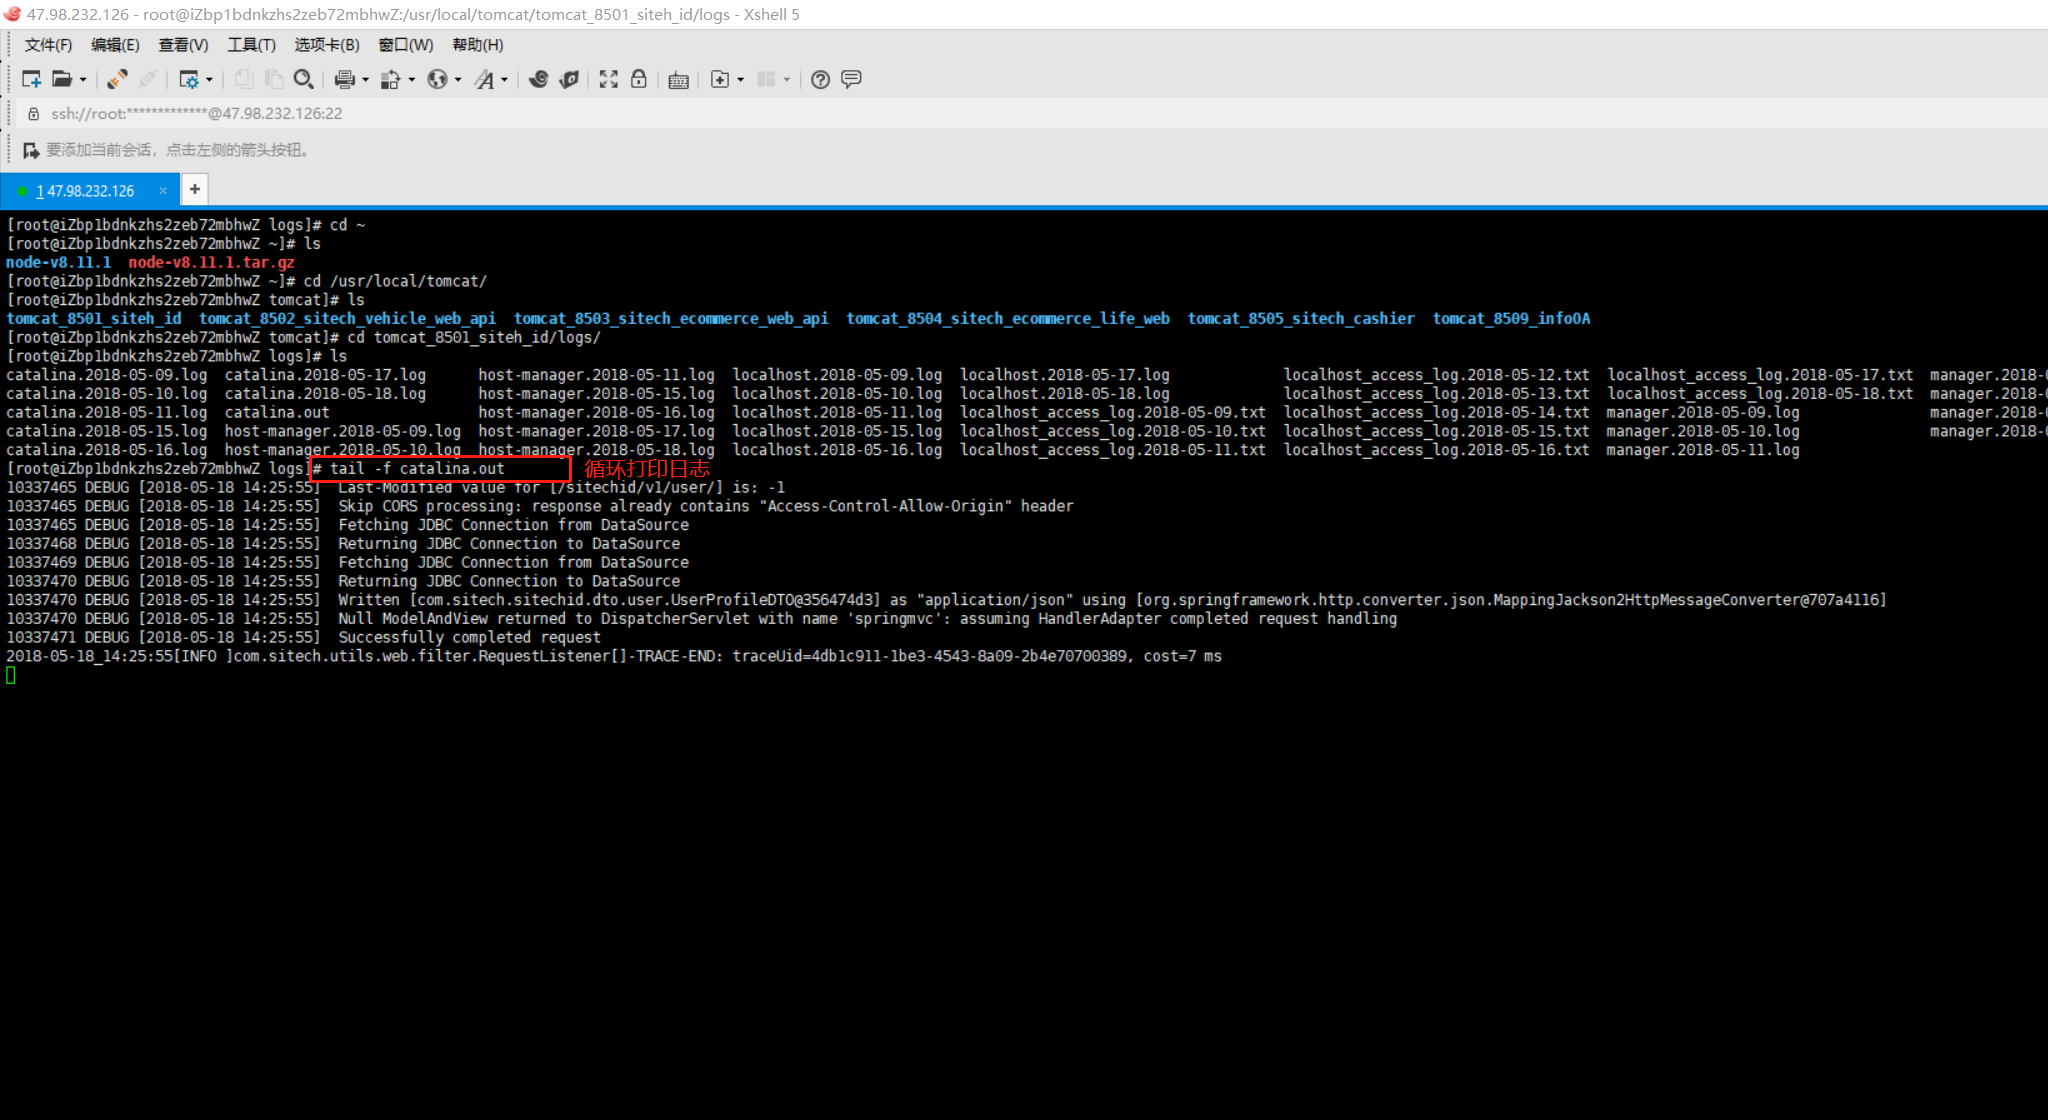 47.98.232.126 - root@iZbp1bdnkzhs2zeb72mbhwZ:/usr/local/tomcat/tomcat_8501_siteh_id/logs - Xshell 5
文件(F) 编辑(E) 查看(V) 工具(T) 选项卡(B) 窗口(W) 帮助(H)
ssh://root:*************@47.98.232.126:22
要添加当前会话，点击左侧的箭头按钮。
1 47.98.232.126 × +
[root@iZbp1bdnkzhs2zeb72mbhwZ logs]# cd ~
[root@iZbp1bdnkzhs2zeb72mbhwZ ~]# ls
node-v8.11.1 node-v8.11.1.tar.gz
[root@iZbp1bdnkzhs2zeb72mbhwZ ~]# cd /usr/local/tomcat/
[root@iZbp1bdnkzhs2zeb72mbhwZ tomcat]# ls
tomcat_8501_siteh_id tomcat_8502_sitech_vehicle_web_api tomcat_8503_sitech_ecommerce_web_api tomcat_8504_sitech_ecommerce_life_web tomcat_8505_sitech_cashier tomcat_8509_infoOA
[root@iZbp1bdnkzhs2zeb72mbhwZ tomcat]# cd tomcat_8501_siteh_id/logs/
[root@iZbp1bdnkzhs2zeb72mbhwZ logs]# ls
catalina.2018-05-09.log catalina.2018-05-17.log host-manager.2018-05-11.log localhost.2018-05-09.log localhost.2018-05-17.log localhost_access_log.2018-05-12.txt localhost_access_log.2018-05-17.txt manager.2018-0
catalina.2018-05-10.log catalina.2018-05-18.log host-manager.2018-05-15.log localhost.2018-05-10.log localhost.2018-05-18.log localhost_access_log.2018-05-13.txt localhost_access_log.2018-05-18.txt manager.2018-0
catalina.2018-05-11.log catalina.out host-manager.2018-05-16.log localhost.2018-05-11.log localhost_access_log.2018-05-09.txt localhost_access_log.2018-05-14.txt manager.2018-05-09.log manager.2018-0
catalina.2018-05-15.log host-manager.2018-05-09.log host-manager.2018-05-17.log localhost.2018-05-15.log localhost_access_log.2018-05-10.txt localhost_access_log.2018-05-15.txt manager.2018-05-10.log manager.2018-0
catalina.2018-05-16.log host-manager.2018-05-10.log host-manager.2018-05-18.log localhost.2018-05-16.log localhost_access_log.2018-05-11.txt localhost_access_log.2018-05-16.txt manager.2018-05-11.log
[root@iZbp1bdnkzhs2zeb72mbhwZ logs]# tail -f catalina.out 循环打印日志
10337465 DEBUG [2018-05-18 14:25:55] Last-Modified value for [/sitechid/v1/user/] is: -1
10337465 DEBUG [2018-05-18 14:25:55] Skip CORS processing: response already contains "Access-Control-Allow-Origin" header
10337465 DEBUG [2018-05-18 14:25:55] Fetching JDBC Connection from DataSource
10337468 DEBUG [2018-05-18 14:25:55] Returning JDBC Connection to DataSource
10337469 DEBUG [2018-05-18 14:25:55] Fetching JDBC Connection from DataSource
10337470 DEBUG [2018-05-18 14:25:55] Returning JDBC Connection to DataSource
10337470 DEBUG [2018-05-18 14:25:55] Written [com.sitech.sitechid.dto.user.UserProfileDTO@356474d3] as "application/json" using [org.springframework.http.converter.json.MappingJackson2HttpMessageConverter@707a4116]
10337470 DEBUG [2018-05-18 14:25:55] Null ModelAndView returned to DispatcherServlet with name 'springmvc': assuming HandlerAdapter completed request handling
10337471 DEBUG [2018-05-18 14:25:55] Successfully completed request
2018-05-18_14:25:55[INFO ]com.sitech.utils.web.filter.RequestListener[]-TRACE-END: traceUid=4db1c911-1be3-4543-8a09-2b4e70700389, cost=7 ms